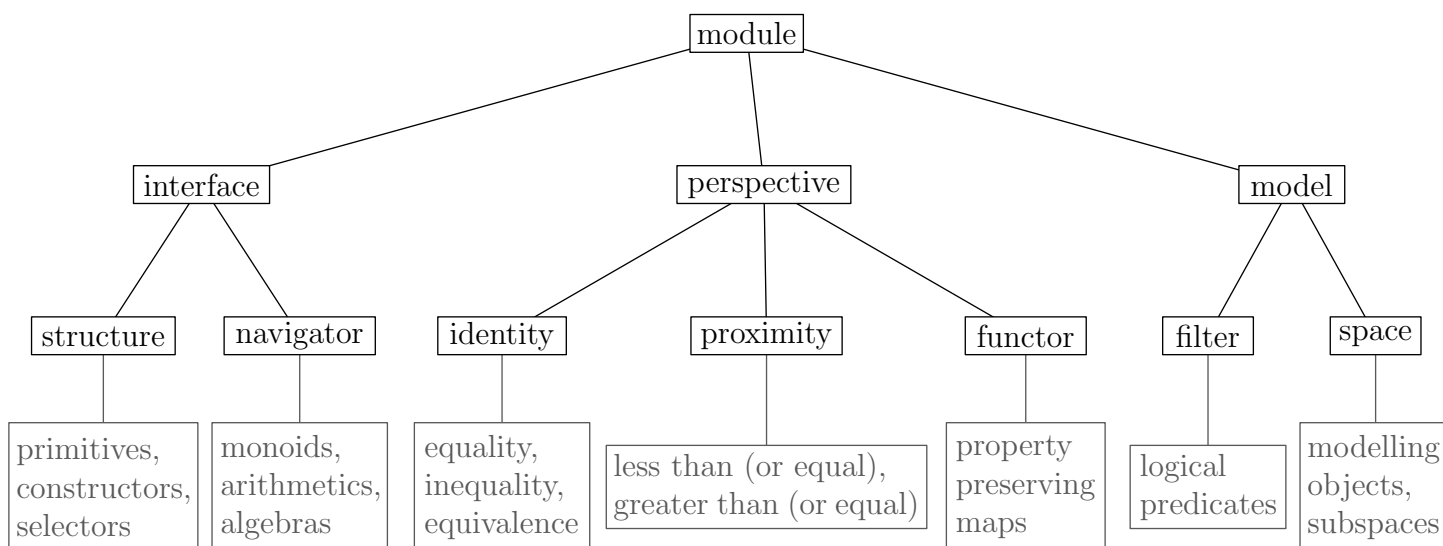 module
interface
perspective
model
structure
navigator
identity
proximity
functor
filter
space
primitives,
constructors,
selectors
monoids,
arithmetics,
algebras
equality,
inequality,
equivalence
less than (or equal),
greater than (or equal)
property
preserving
maps
logical
predicates
modelling
objects,
subspaces